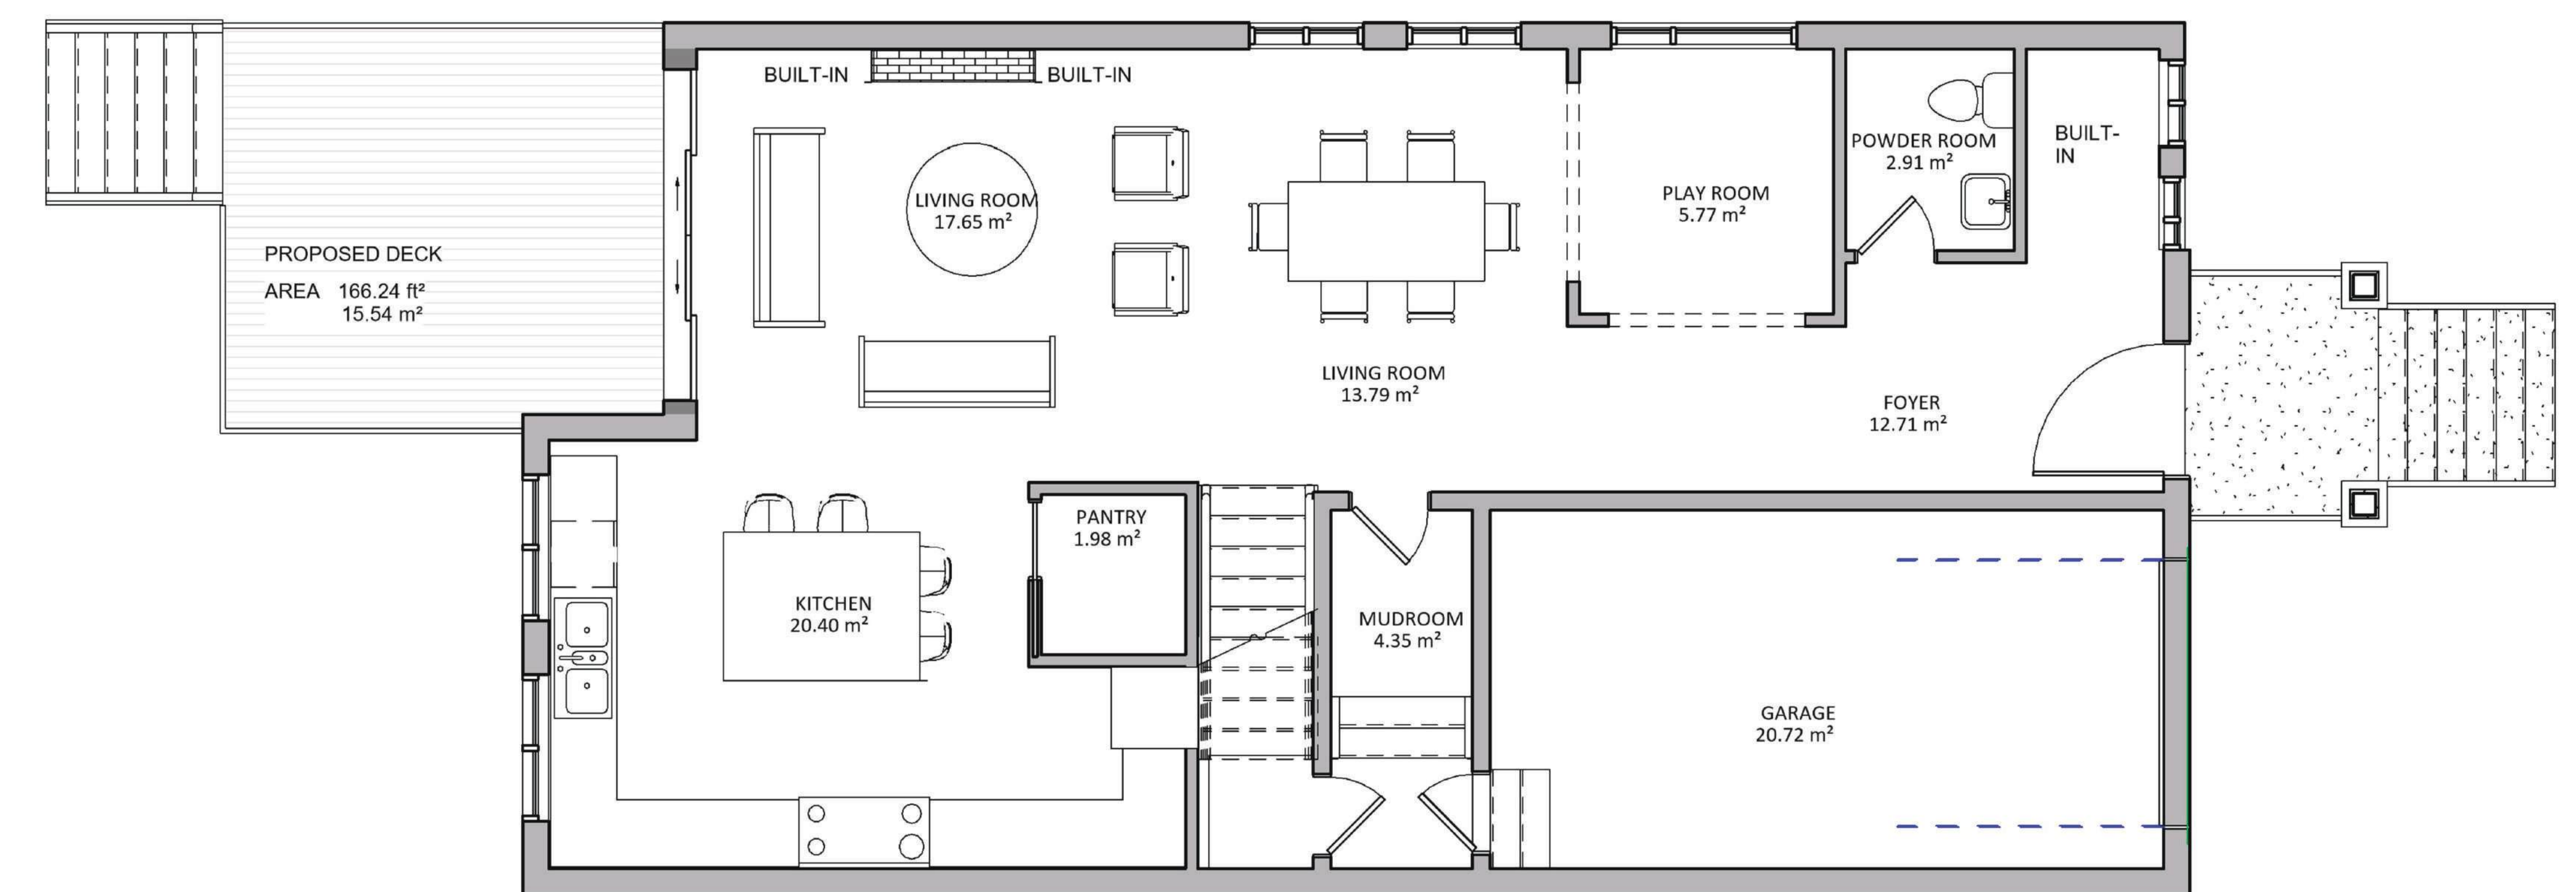 BUILT-IN
BUILT-IN
LIVING ROOM
17.65 m²
PLAY ROOM
5.77 m²
POWDER ROOM
2.91 m²
BUILT-
IN
PROPOSED DECK
AREA 166.24 ft²
15.54 m²
LIVING ROOM
13.79 m²
FOYER
12.71 m²
PANTRY
1.98 m²
KITCHEN
20.40 m²
MUDROOM
4.35 m²
GARAGE
20.72 m²